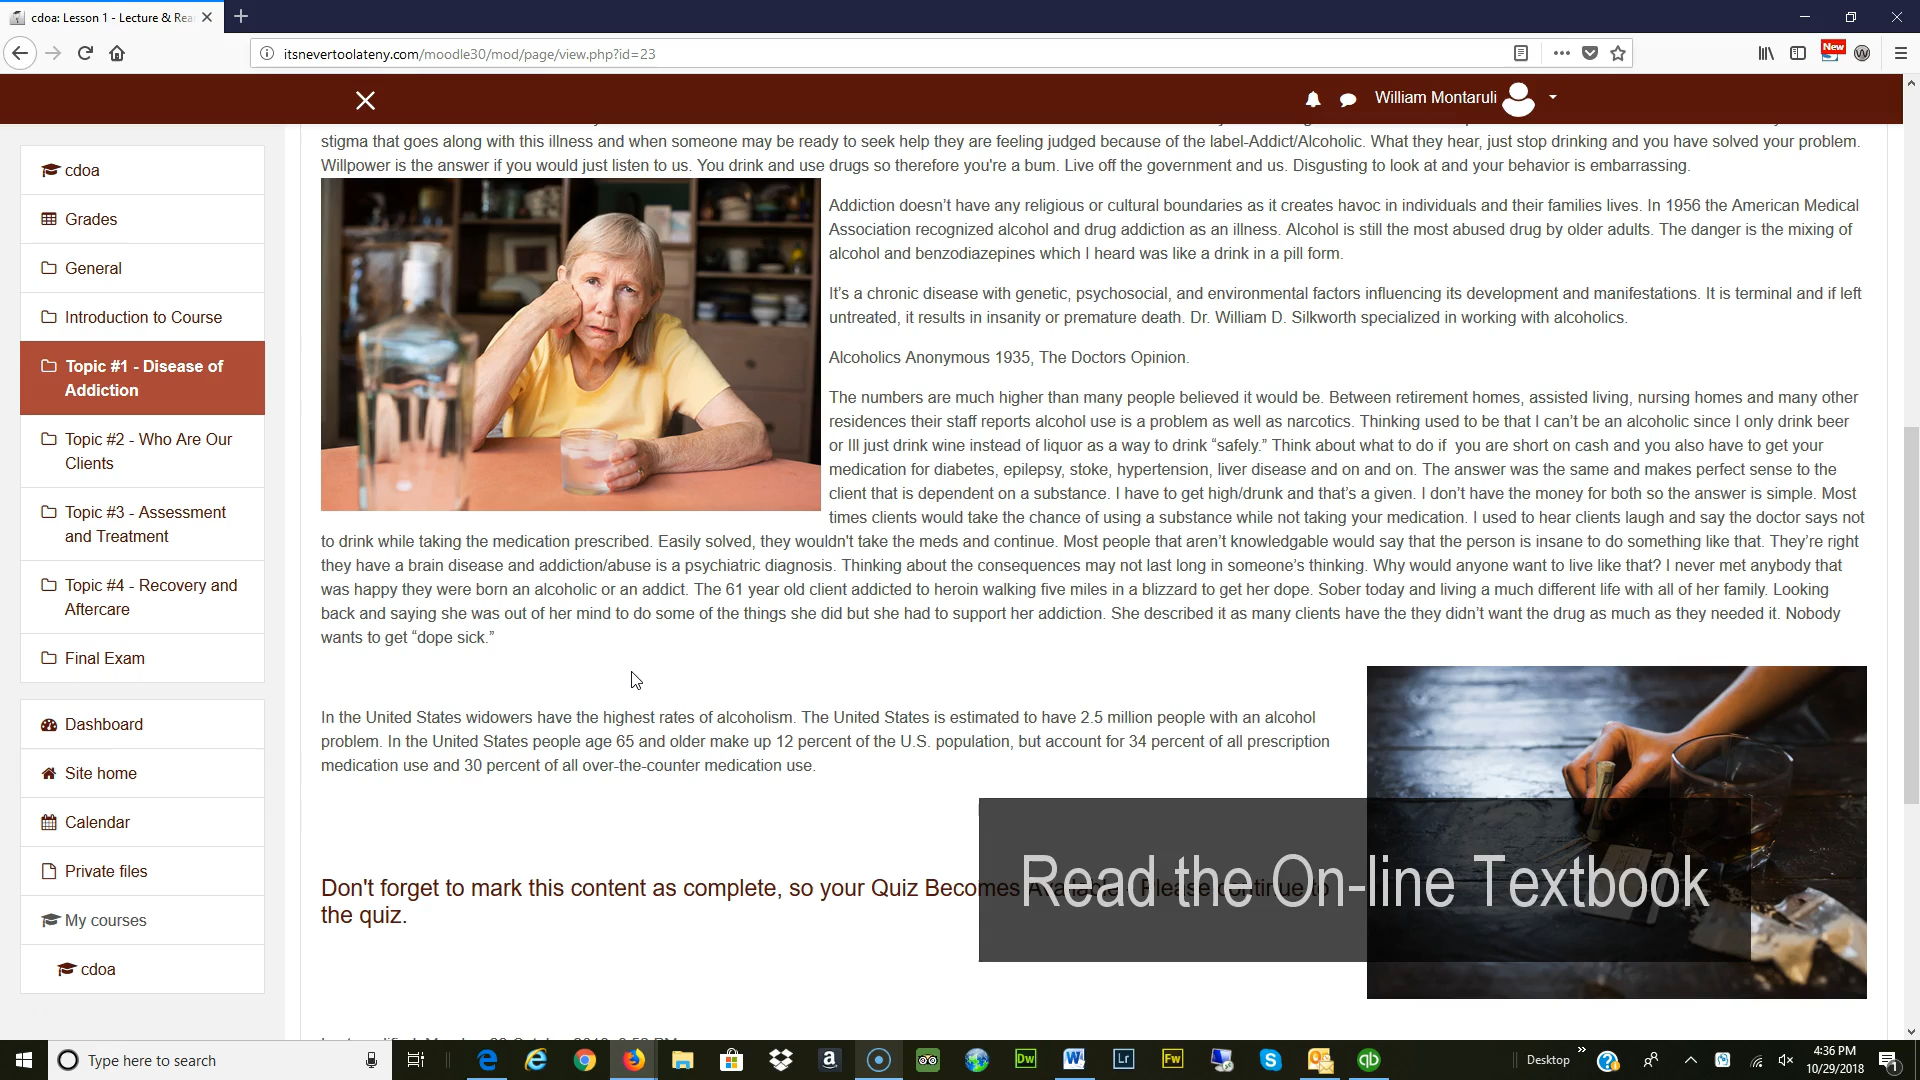 cdoa: Lesson 1 - Lecture & Rea
itsnevertoolateny.com/moodle30/mod/page/view.php?id=23
New
William Montaruli
cdoa
Grades
General
Introduction to Course
Topic #1 - Disease of
Addiction
Topic #2 - Who Are Our
Clients
Topic #3 - Assessment
and Treatment
Topic #4 - Recovery and
Aftercare
Final Exam
Dashboard
Site home
Calendar
Private files
My courses
cdoa
stigma that goes along with this illness and when someone may be ready to seek help they are feeling judged because of the label-Addict/Alcoholic. What they hear, just stop drinking and you have solved your problem.
Willpower is the answer if you would just listen to us. You drink and use drugs so therefore you're a bum. Live off the government and us. Disgusting to look at and your behavior is embarrassing.
Addiction doesn’t have any religious or cultural boundaries as it creates havoc in individuals and their families lives. In 1956 the American Medical
Association recognized alcohol and drug addiction as an illness. Alcohol is still the most abused drug by older adults. The danger is the mixing of
alcohol and benzodiazepines which I heard was like a drink in a pill form.
It’s a chronic disease with genetic, psychosocial, and environmental factors influencing its development and manifestations. It is terminal and if left
untreated, it results in insanity or premature death. Dr. William D. Silkworth specialized in working with alcoholics.
Alcoholics Anonymous 1935, The Doctors Opinion.
The numbers are much higher than many people believed it would be. Between retirement homes, assisted living, nursing homes and many other
residences their staff reports alcohol use is a problem as well as narcotics. Thinking used to be that I can’t be an alcoholic since I only drink beer
or Ill just drink wine instead of liquor as a way to drink “safely.” Think about what to do if  you are short on cash and you also have to get your
medication for diabetes, epilepsy, stoke, hypertension, liver disease and on and on. The answer was the same and makes perfect sense to the
client that is dependent on a substance. I have to get high/drunk and that’s a given. I don’t have the money for both so the answer is simple. Most
times clients would take the chance of using a substance while not taking your medication. I used to hear clients laugh and say the doctor says not
to drink while taking the medication prescribed. Easily solved, they wouldn't take the meds and continue. Most people that aren’t knowledgable would say that the person is insane to do something like that. They’re right
they have a brain disease and addiction/abuse is a psychiatric diagnosis. Thinking about the consequences may not last long in someone’s thinking. Why would anyone want to live like that? I never met anybody that
was happy they were born an alcoholic or an addict. The 61 year old client addicted to heroin walking five miles in a blizzard to get her dope. Sober today and living a much different life with all of her family. Looking
back and saying she was out of her mind to do some of the things she did but she had to support her addiction. She described it as many clients have the they didn’t want the drug as much as they needed it. Nobody
wants to get “dope sick.”
In the United States widowers have the highest rates of alcoholism. The United States is estimated to have 2.5 million people with an alcohol
problem. In the United States people age 65 and older make up 12 percent of the U.S. population, but account for 34 percent of all prescription
medication use and 30 percent of all over-the-counter medication use.
Don't forget to mark this content as complete, so your Quiz Becomes Available - Please continue to
the quiz.
Read the On-line Textbook
Type here to search
Desktop
4:36 PM
10/29/2018